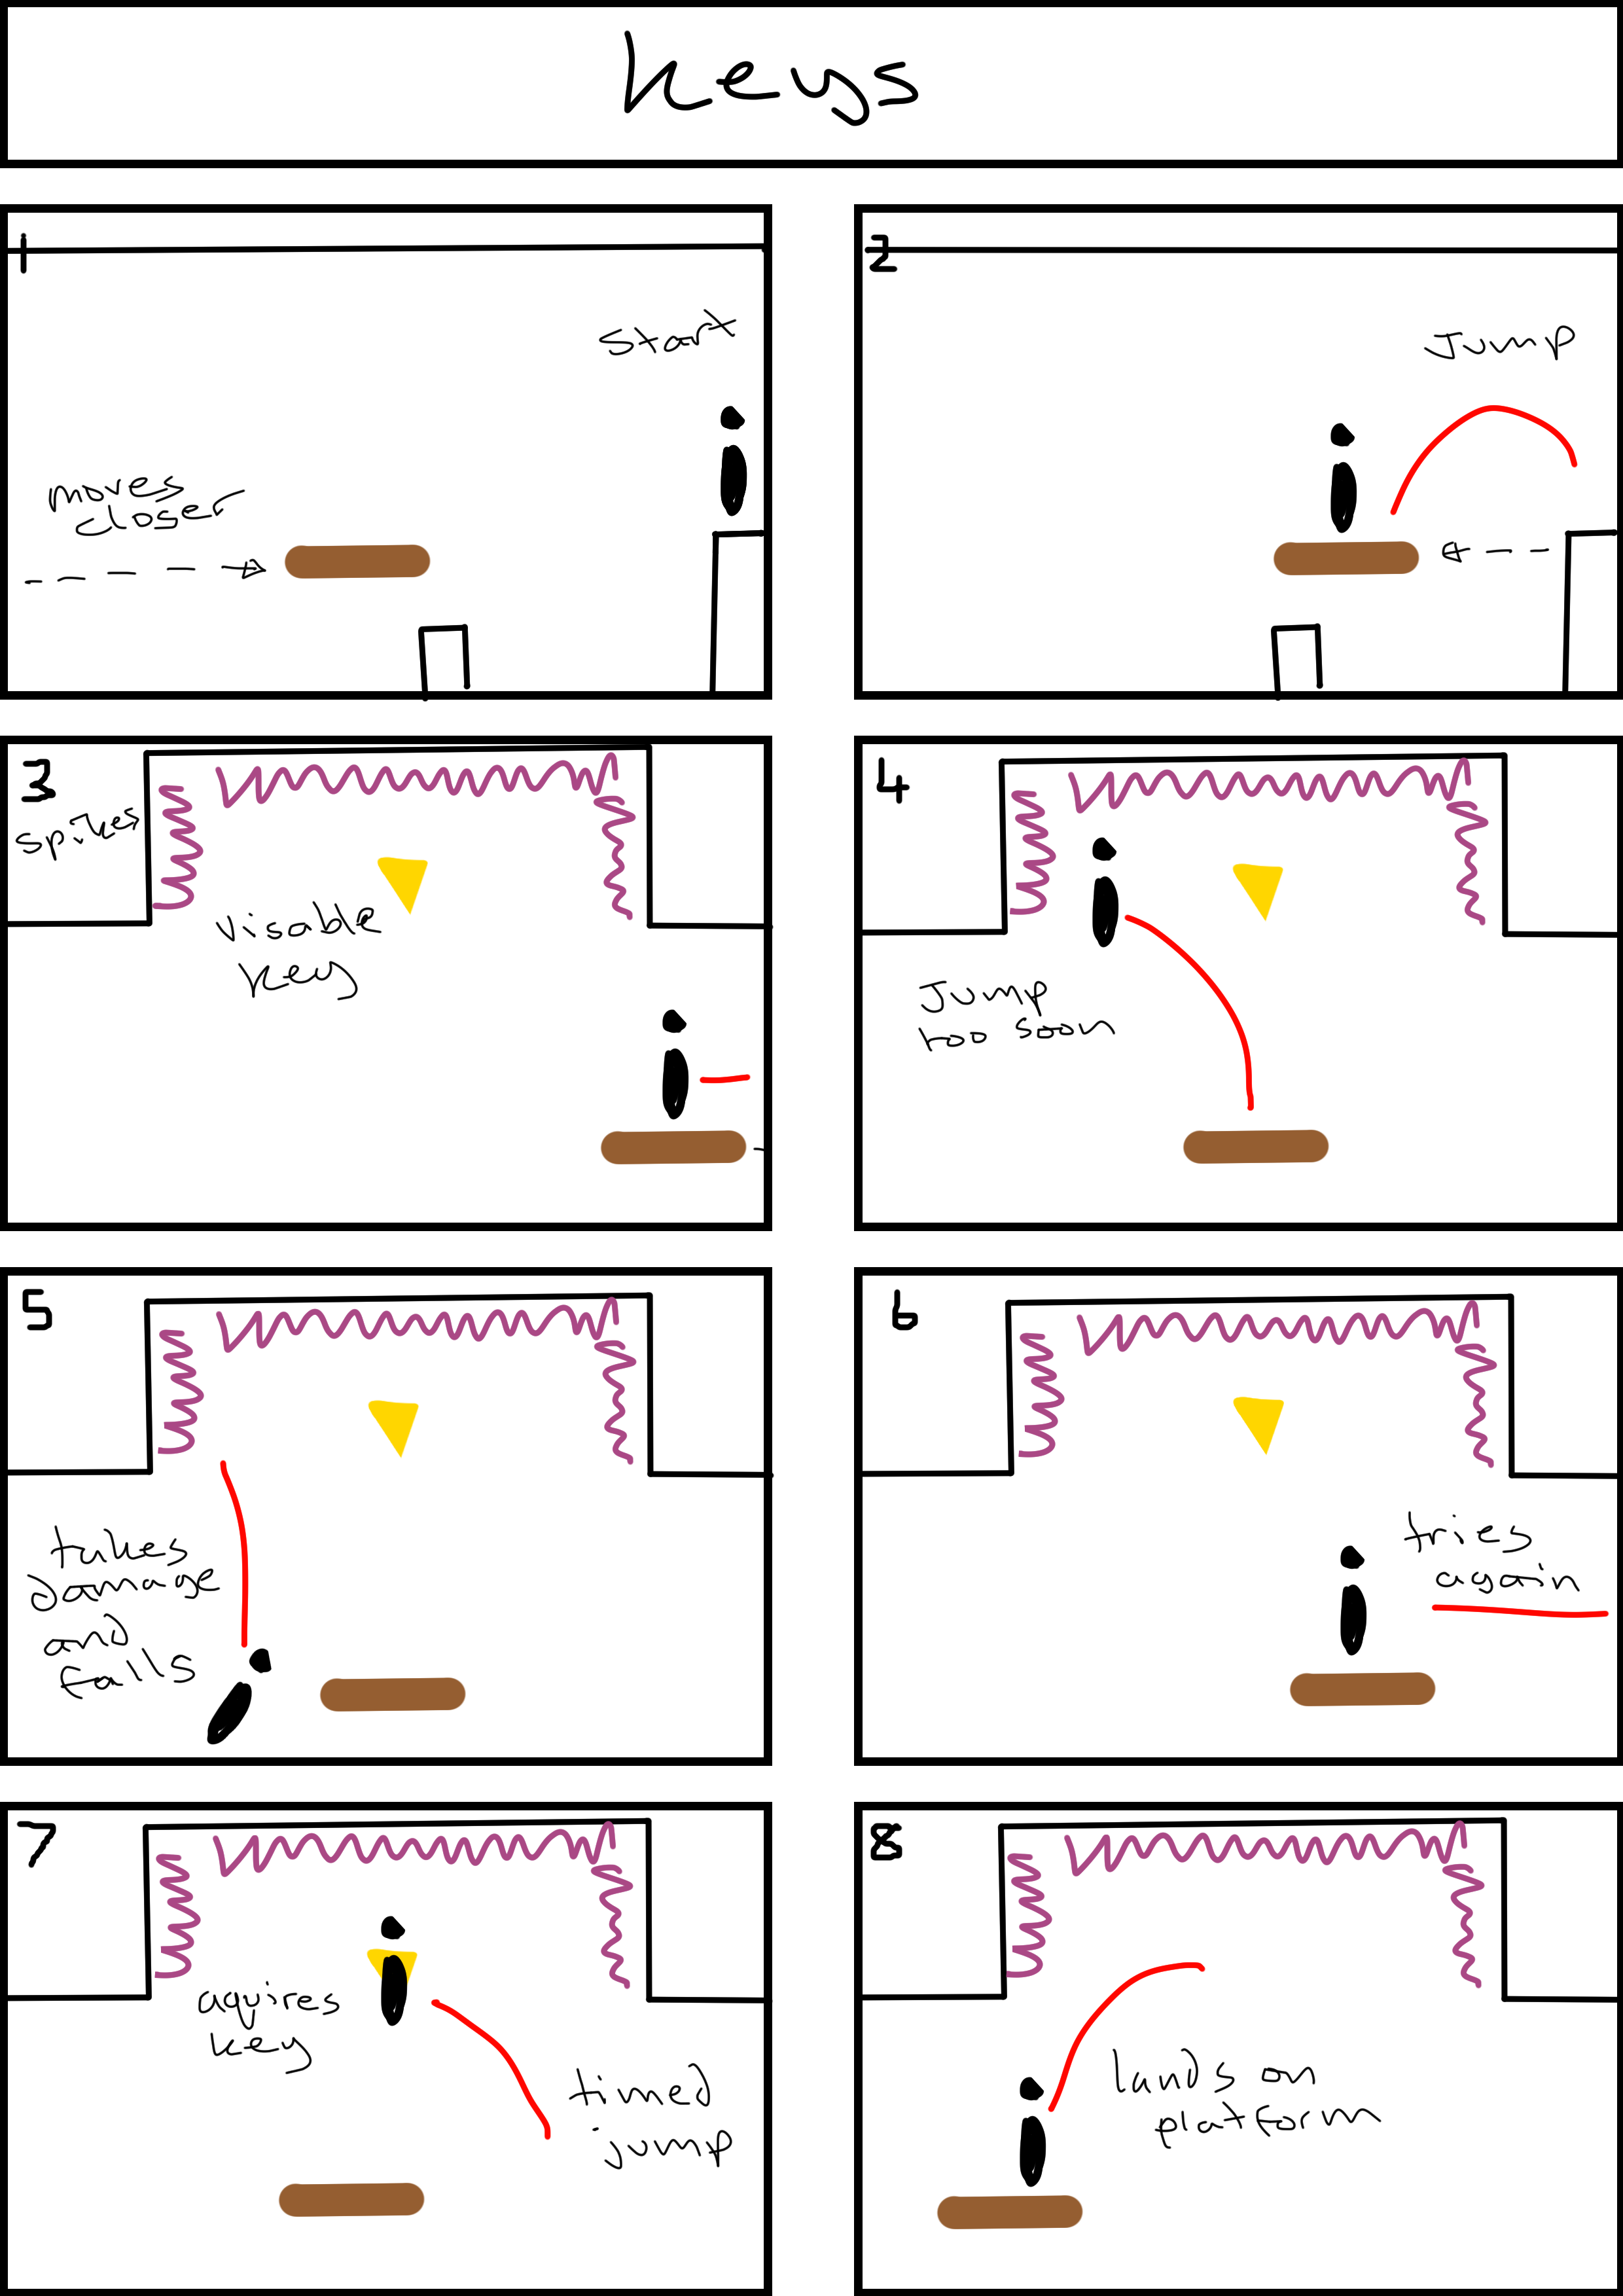 Keys
1
Start
moves
closer
2
Jump
3
spikes
visable
key
4
Jump
too soon
5
takes
damage
and
falls
6
tries
again
7
aqires
key
timed
jump
8
lands on
platform